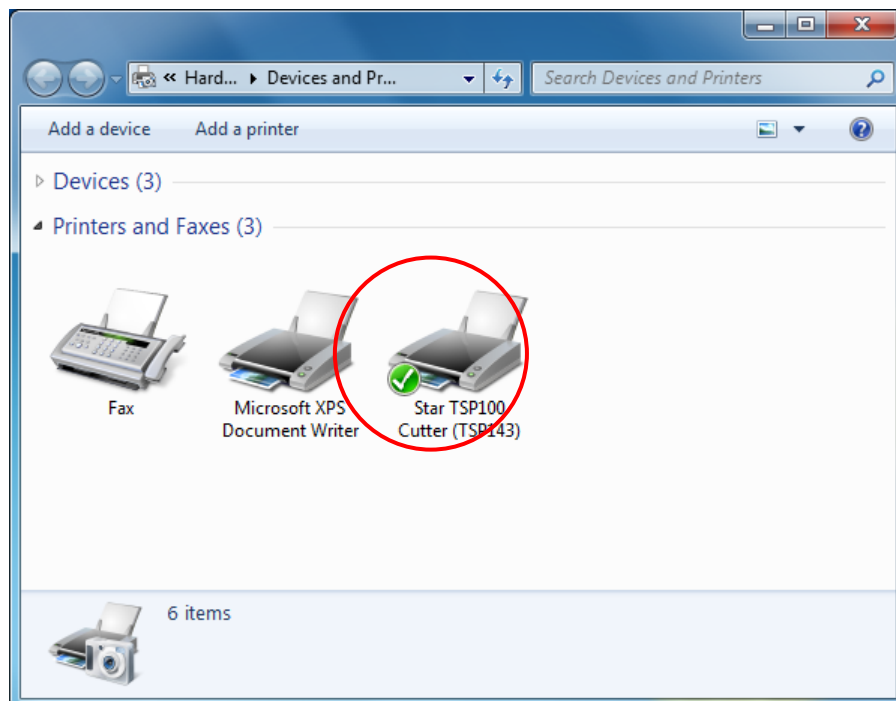 « Hard... ▸ Devices and Pr...
Search Devices and Printers
Add a device Add a printer
Devices (3)
Printers and Faxes (3)
Fax
Microsoft XPS
Document Writer
Star TSP100
Cutter (TSP143)
6 items